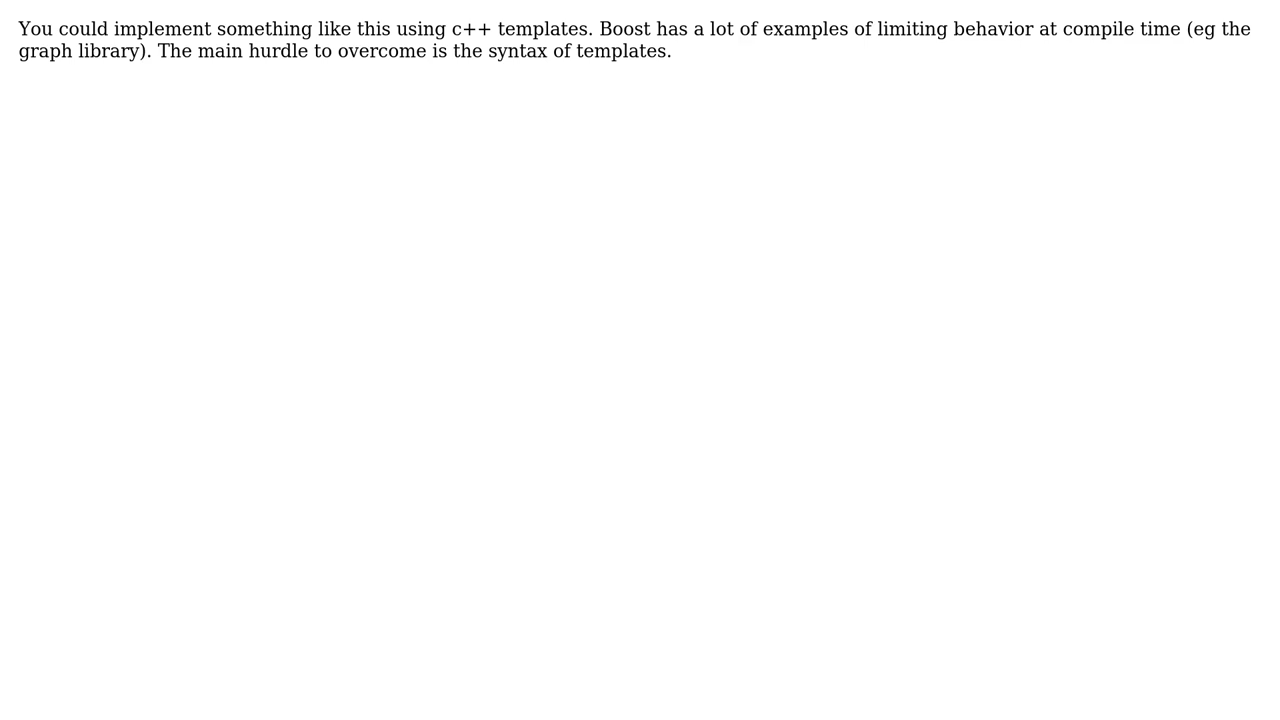 You could implement something like this using c++ templates. Boost has a lot of examples of limiting behavior at compile time (eg the
graph library). The main hurdle to overcome is the syntax of templates.